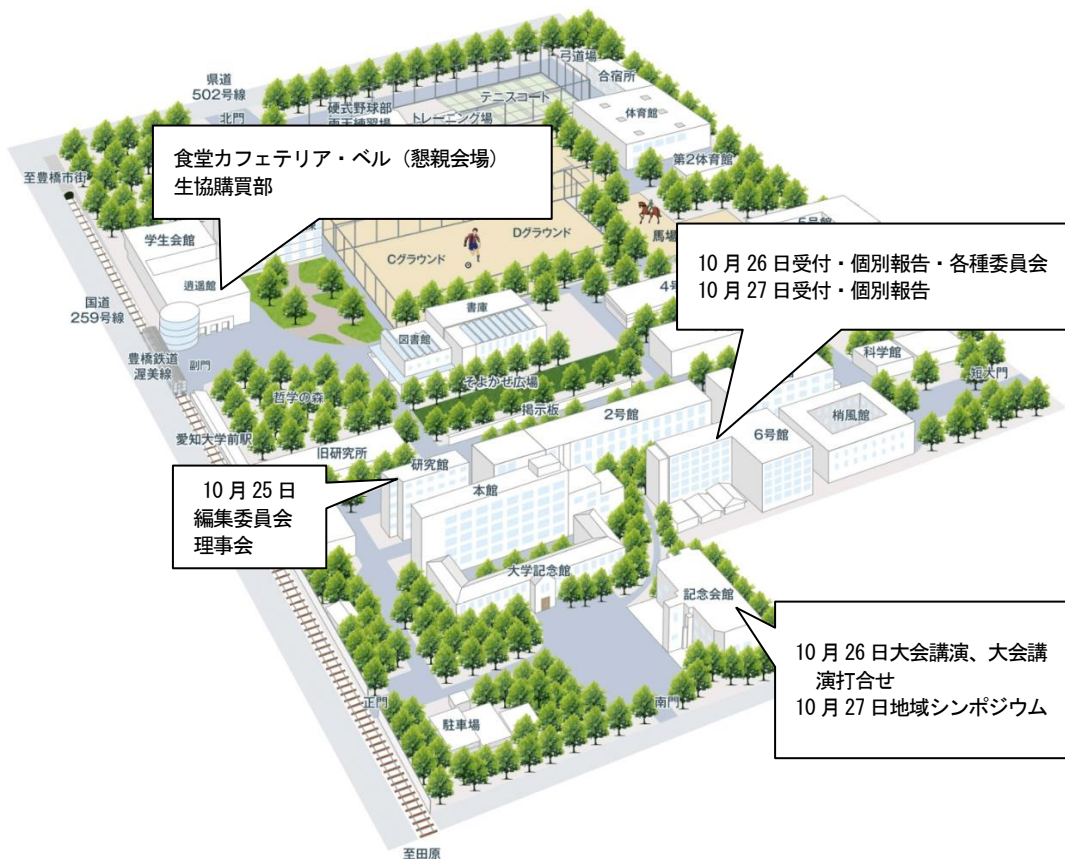 弓道場
合宿所
県道
502号線
テニスコート
体育館
硬式野球部
雨天練習場
トレーニング場
北門
食堂カフェテリア・ベル（懇親会場）
生協購買部
第2体育館
至豊橋市街
5号館
学生会館
Dグラウンド
馬場
Cグラウンド
10月26日受付・個別報告・各種委員会
10月27日受付・個別報告
逍遥館
国道
259号線
書庫
図書館
豊橋鉄道
渥美線
副門
科学館
短大門
そよかぜ広場
哲学の森
掲示板
2号館
梢風館
6号館
愛知大学前駅
旧研究所
研究館
本館
10月25日
編集委員会
理事会
大学記念館
記念会館
10月26日大会講演、大会講
演打合せ
10月27日地域シンポジウム
正門
南門
駐車場
至田原